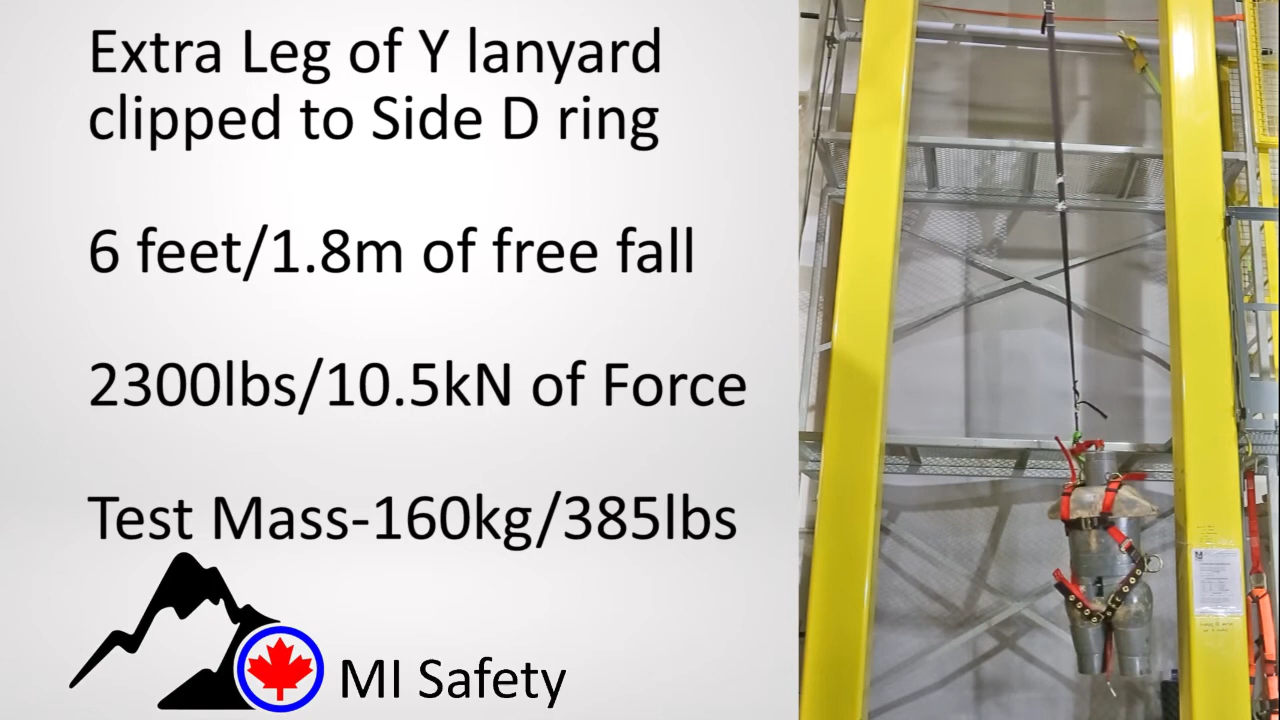 Extra Leg of Y lanyard
clipped to Side D ring
6 feet/1.8m of free fall
2300lbs/10.5kN of Force
Test Mass-160kg/385lbs
MI Safety